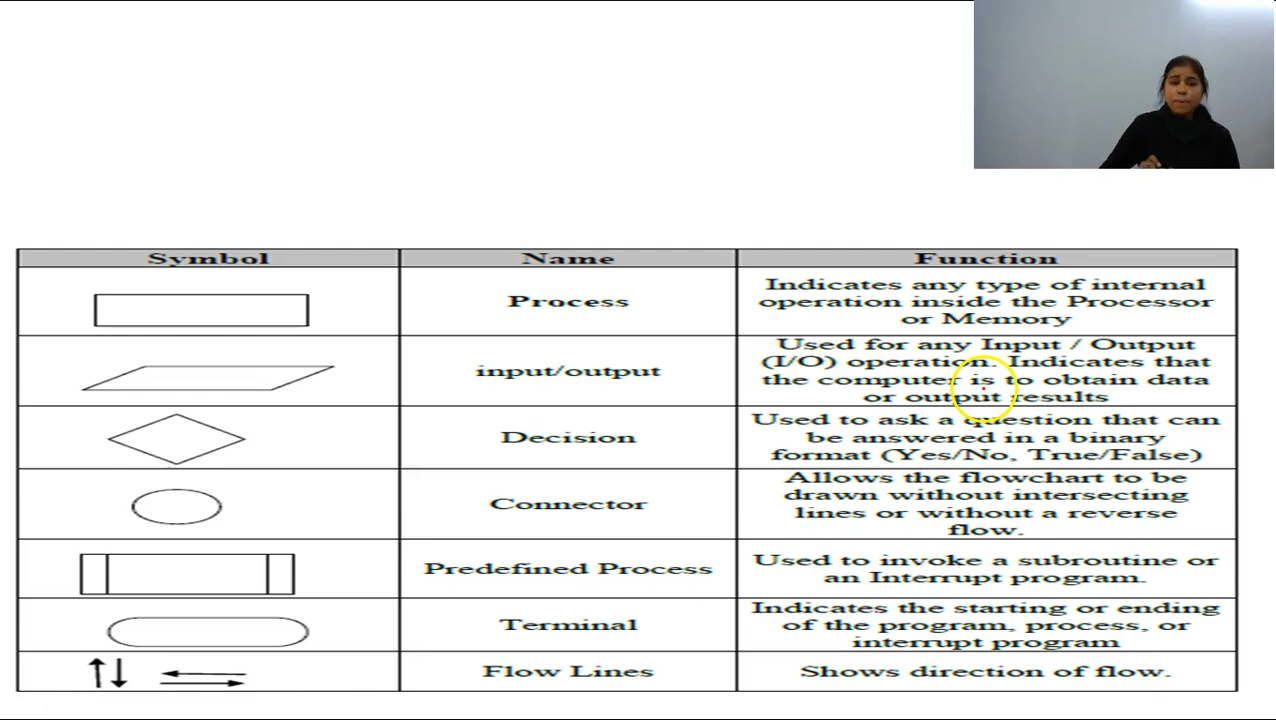 Symbol Name Function
Process
Indicates any type of internal
operation inside the Processor
or Memory
input/output
Used for any Input / Output
(I/O) operation. Indicates that
the computer is to obtain data
or output results
Decision
Used to ask a question that can
be answered in a binary
format (Yes/No, True/False)
Connector
Allows the flowchart to be
drawn without intersecting
lines or without a reverse
flow.
Predefined Process
Used to invoke a subroutine or
an Interrupt program.
Terminal
Indicates the starting or ending
of the program, process, or
interrupt program
Flow Lines
Shows direction of flow.